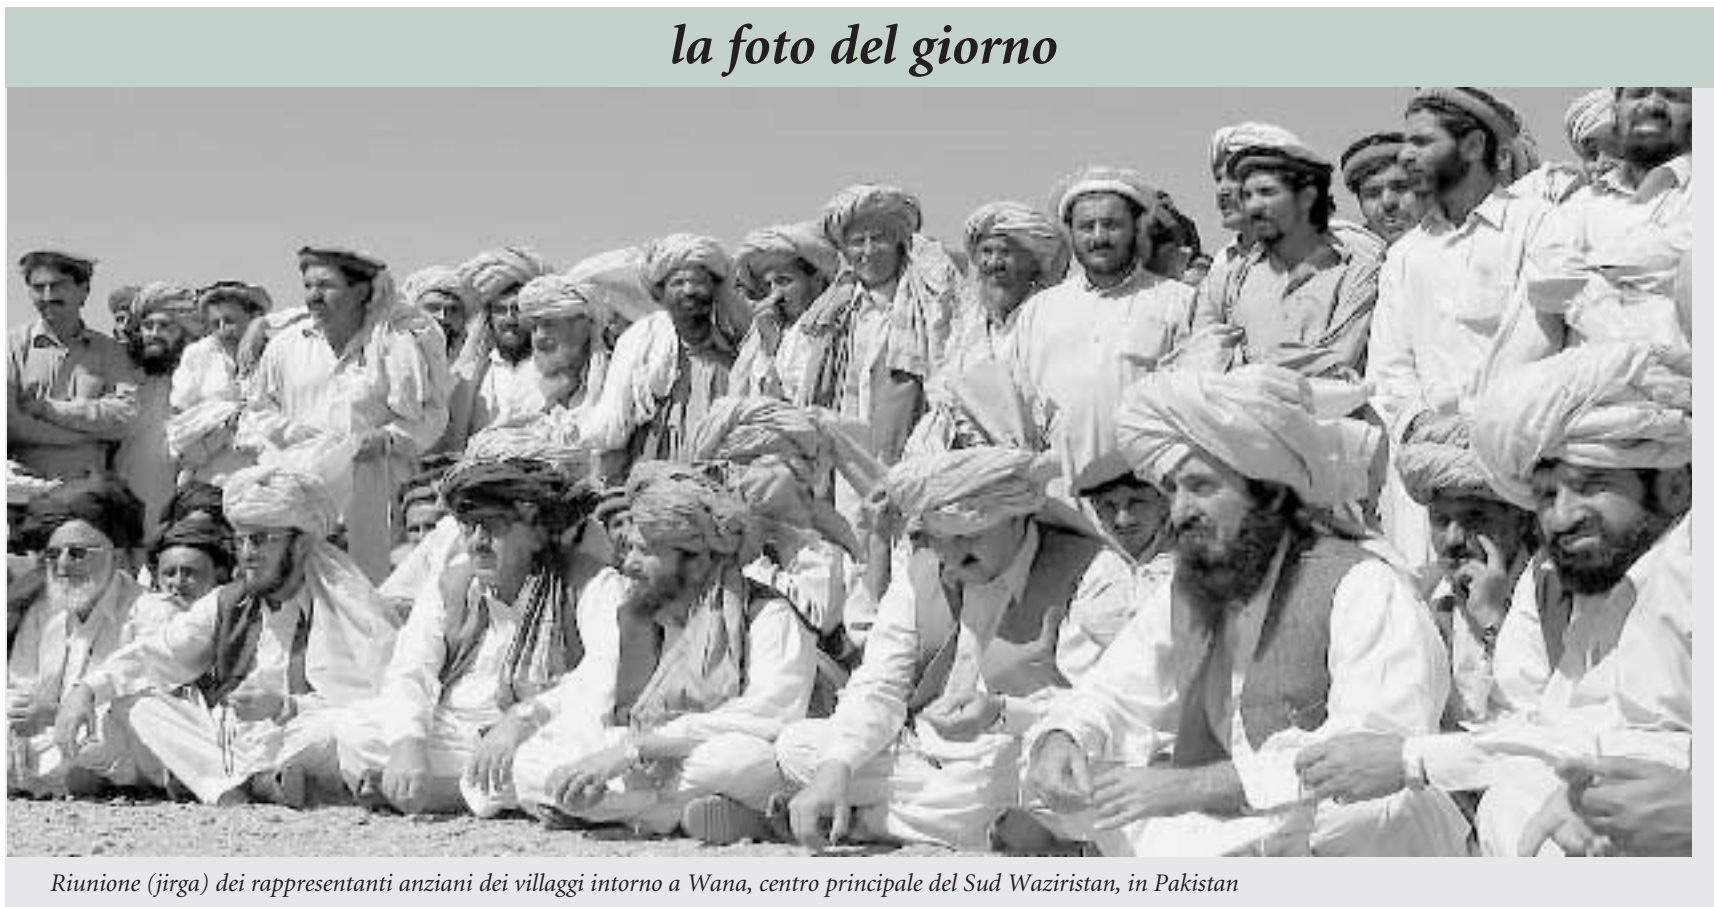 la foto del giorno
Riunione (jirga) dei rappresentanti anziani dei villaggi intorno a Wana, centro principale del Sud Waziristan, in Pakistan